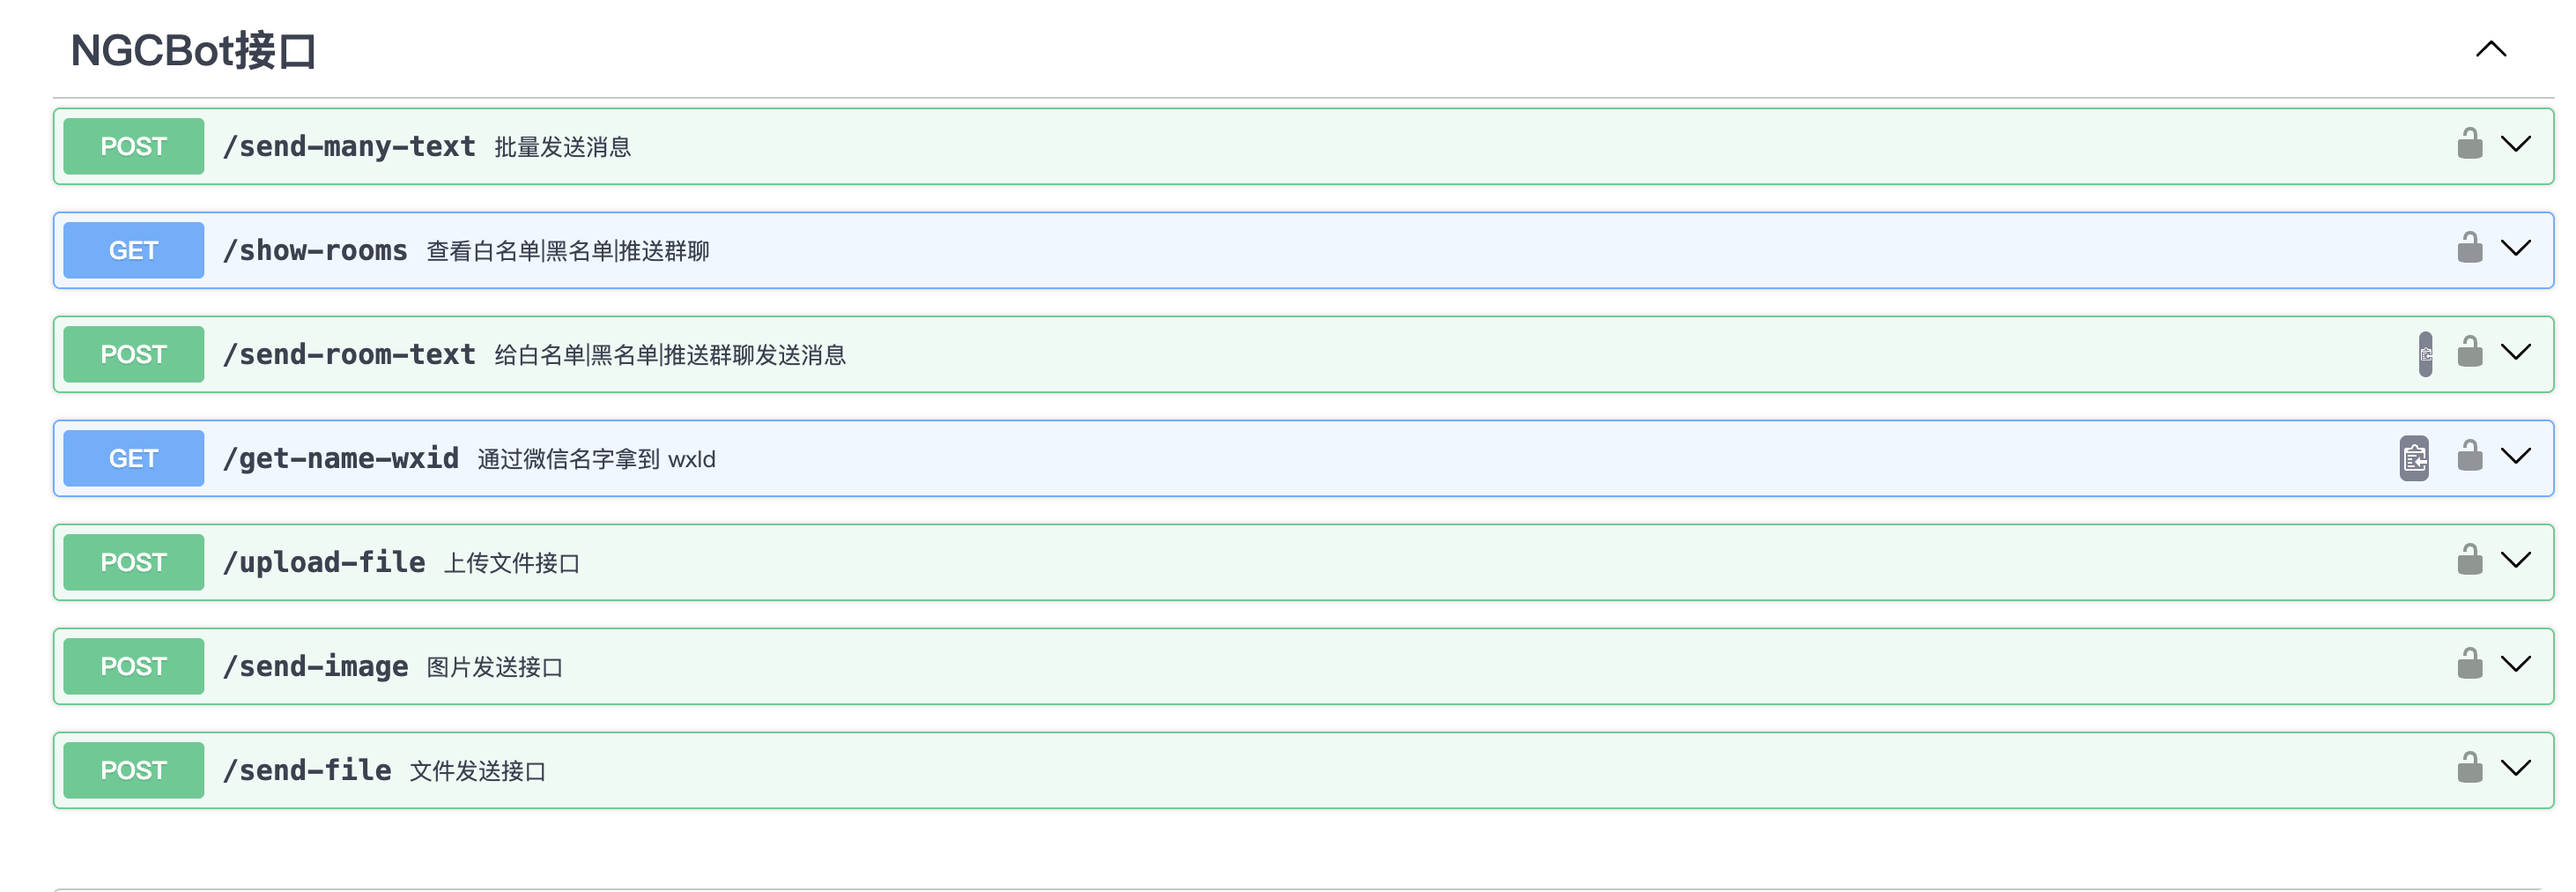 NGCBot接口
POST /send-many-text 批量发送消息
GET /show-rooms 查看白名单|黑名单|推送群聊
POST /send-room-text 给白名单|黑名单|推送群聊发送消息
GET /get-name-wxid 通过微信名字拿到 wxId
POST /upload-file 上传文件接口
POST /send-image 图片发送接口
POST /send-file 文件发送接口